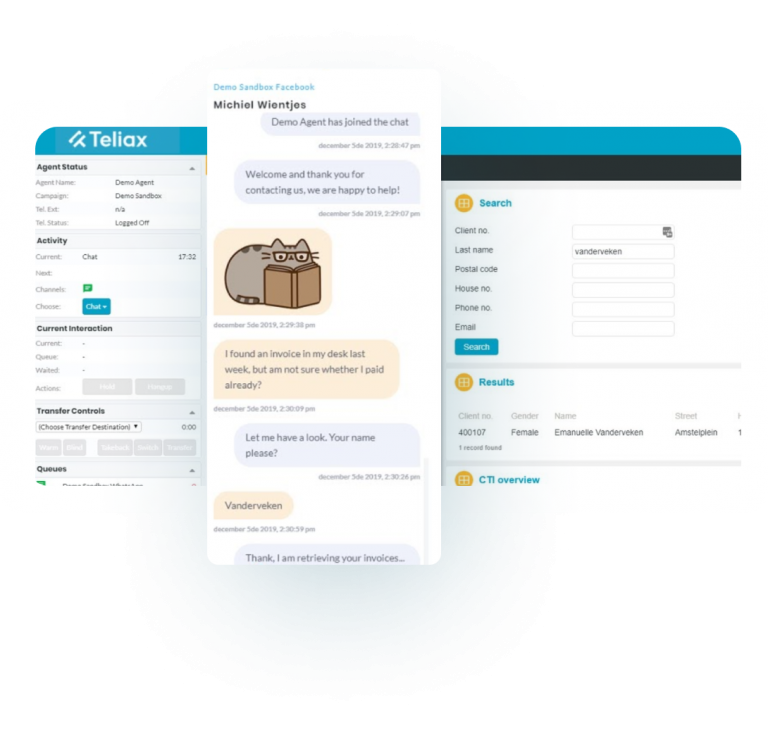 Teliax
Agent Status
Agent Name: Demo Agent
Campaign: Demo Sandbox
Tel. Ext: n/a
Tel. Status: Logged Off
Activity
Current: Chat 17:32
Next:
Channels:
Choose: Chat
Current Interaction
Current: -
Queue: -
Waited: -
Actions: Hold
Transfer Controls
(Choose Transfer Destination) 0:00
Warm Blind Transfer
Queues
Demo Sandbox WhatsApp
Demo Sandbox Facebook
Michiel Wientjes
Demo Agent has joined the chat
december 5de 2019, 2:28:47 pm
Welcome and thank you for
contacting us, we are happy to help!
december 5de 2019, 2:29:07 pm
december 5de 2019, 2:29:38 pm
I found an invoice in my desk last
week, but am not sure whether I paid
already?
december 5de 2019, 2:30:09 pm
Let me have a look. Your name
please?
december 5de 2019, 2:30:26 pm
Vanderveken
december 5de 2019, 2:30:59 pm
Thank, I am retrieving your invoices...
Search
Client no.
Last name vanderveken
Postal code
House no.
Phone no.
Email
Search
Results
Client no. Gender Name Street H
400107 Female Emanuelle Vanderveken Amstelplein 1
1 record found
CTI overview